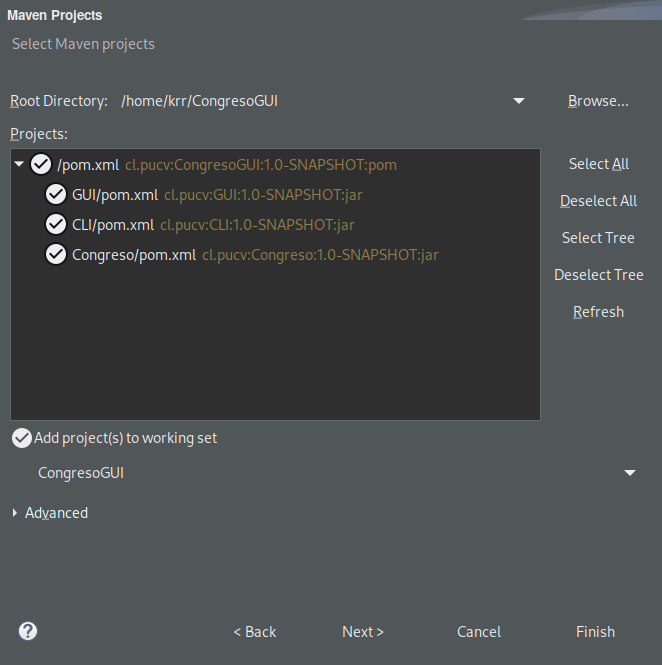 Maven Projects
Select Maven projects
Root Directory: /home/krr/CongresoGUI Browse...
Projects:
/pom.xml cl.pucv:CongresoGUI:1.0-SNAPSHOT:pom
GUI/pom.xml cl.pucv:GUI:1.0-SNAPSHOT:jar
CLI/pom.xml cl.pucv:CLI:1.0-SNAPSHOT:jar
Congreso/pom.xml cl.pucv:Congreso:1.0-SNAPSHOT:jar
Select All
Deselect All
Select Tree
Deselect Tree
Refresh
Add project(s) to working set
CongresoGUI
Advanced
? < Back Next > Cancel Finish